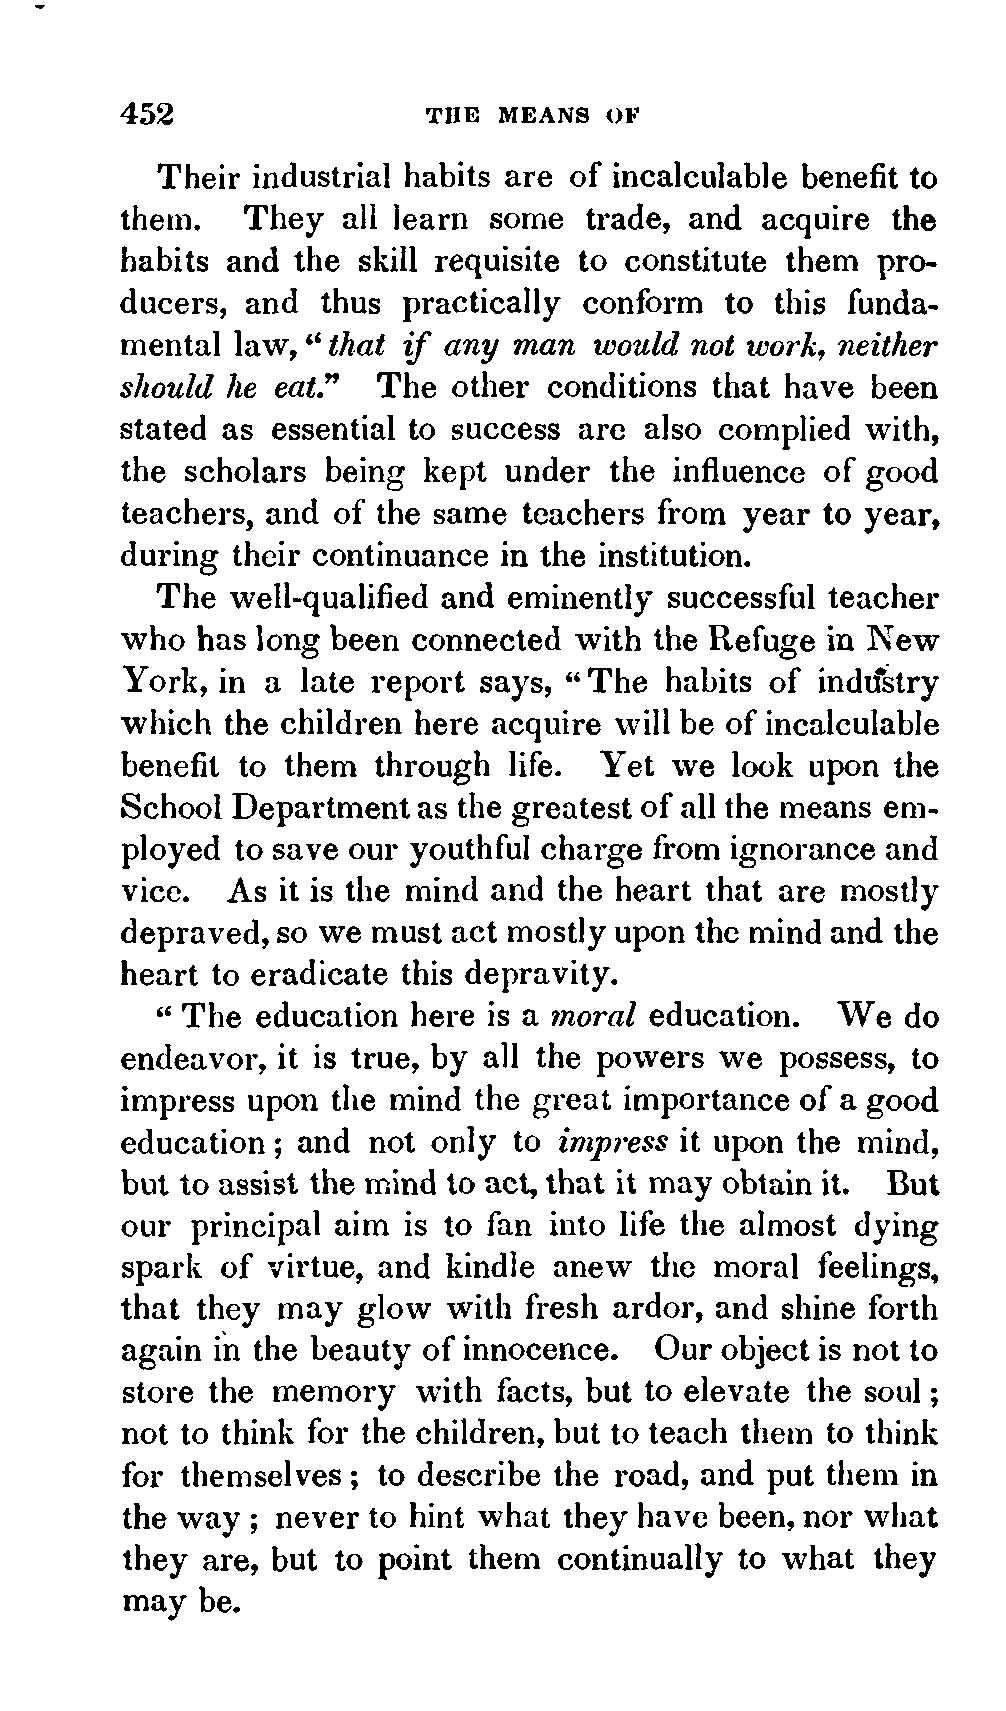 452 THE MEANS OF
Their industrial habits are of incalculable benefit to
them. They all learn some trade, and acquire the
habits and the skill requisite to constitute them pro-
ducers, and thus practically conform to this funda-
mental law, "that if any man would not work, neither
should he eat." The other conditions that have been
stated as essential to success are also complied with,
the scholars being kept under the influence of good
teachers, and of the same teachers from year to year,
during their continuance in the institution.
The well-qualified and eminently successful teacher
who has long been connected with the Refuge in New
York, in a late report says, "The habits of industry
which the children here acquire will be of incalculable
benefit to them through life. Yet we look upon the
School Department as the greatest of all the means em-
ployed to save our youthful charge from ignorance and
vice. As it is the mind and the heart that are mostly
depraved, so we must act mostly upon the mind and the
heart to eradicate this depravity.
" The education here is a moral education. We do
endeavor, it is true, by all the powers we possess, to
impress upon the mind the great importance of a good
education ; and not only to impress it upon the mind,
but to assist the mind to act, that it may obtain it. But
our principal aim is to fan into life the almost dying
spark of virtue, and kindle anew the moral feelings,
that they may glow with fresh ardor, and shine forth
again in the beauty of innocence. Our object is not to
store the memory with facts, but to elevate the soul ;
not to think for the children, but to teach them to think
for themselves ; to describe the road, and put them in
the way ; never to hint what they have been, nor what
they are, but to point them continually to what they
may be.